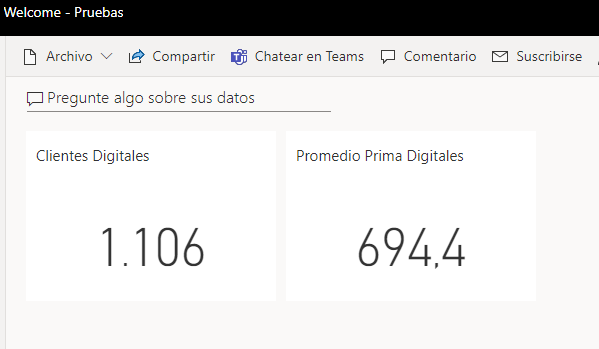 Welcome - Pruebas
Archivo Compartir Chatear en Teams Comentario Suscribirse
Pregunte algo sobre sus datos
Clientes Digitales Promedio Prima Digitales
1.106 694,4